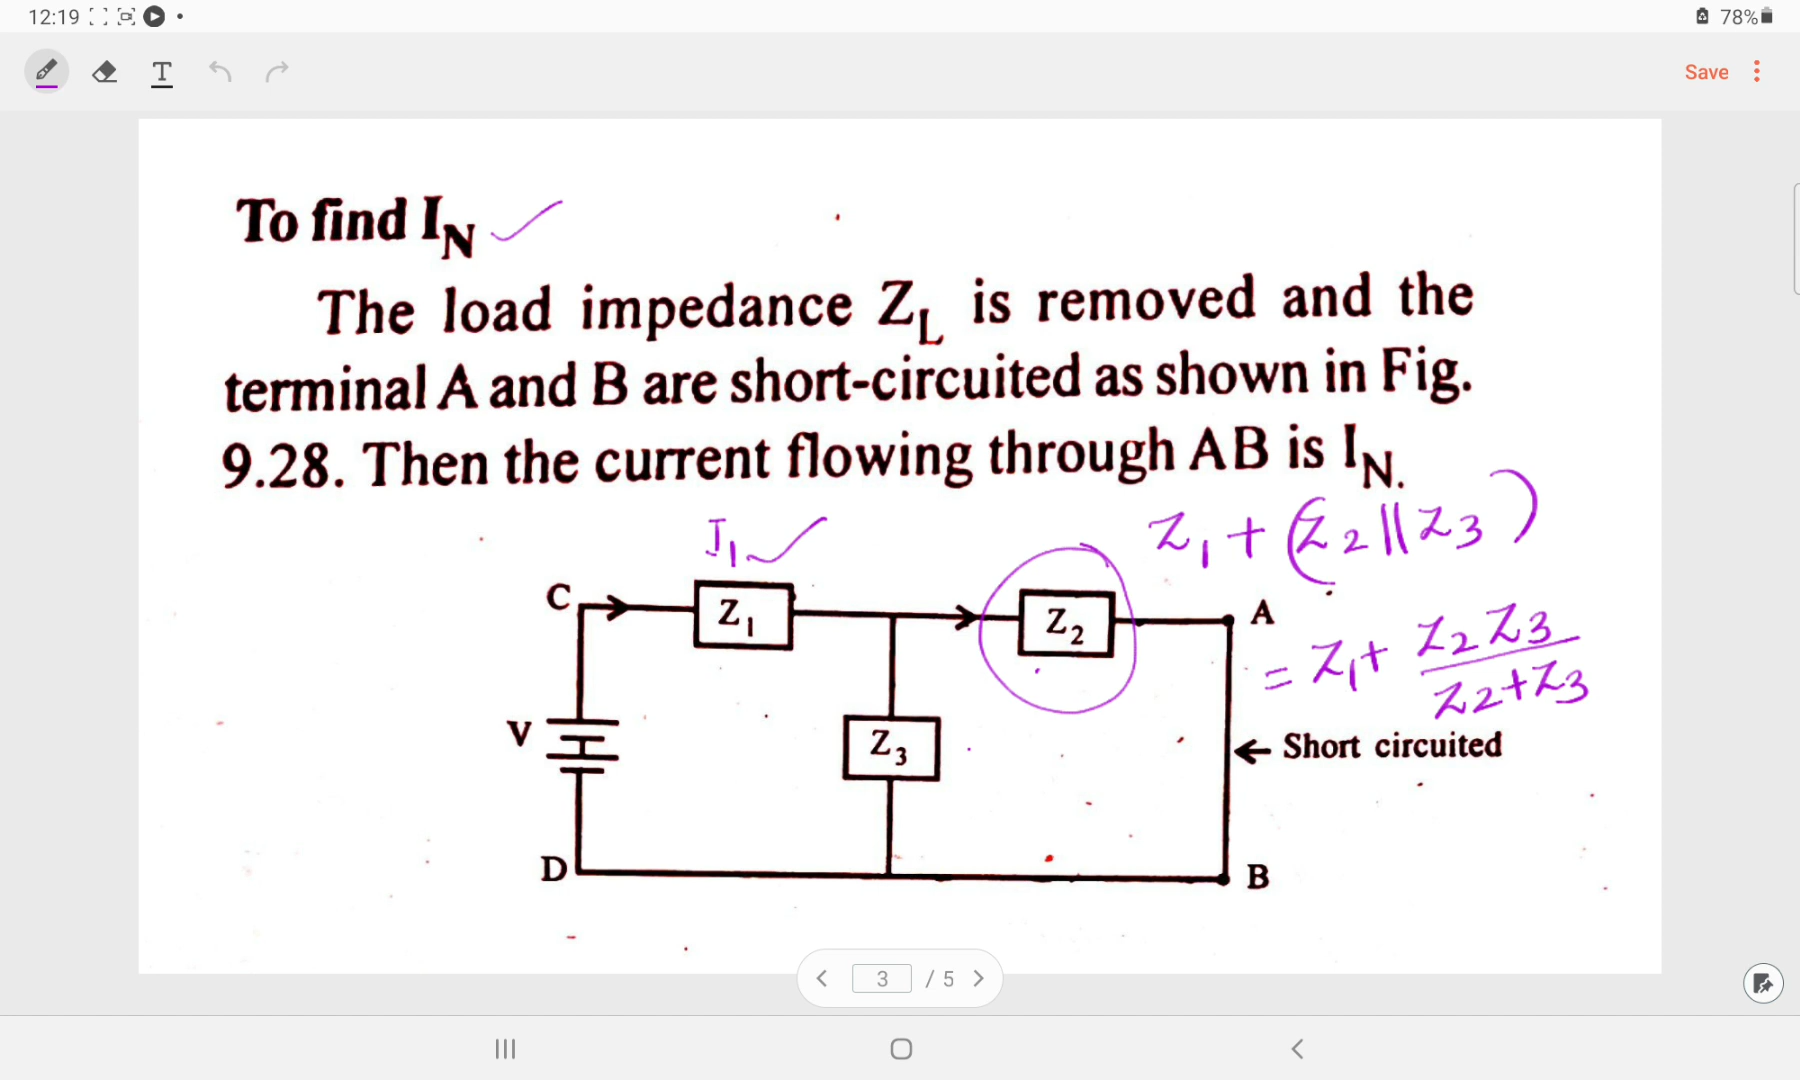 12:19
78%
T
Save
To find I_N
The load impedance Z_L is removed and the
terminal A and B are short-circuited as shown in Fig.
9.28. Then the current flowing through AB is I_N.
I_1
Z_1 + (Z_2 || Z_3)
C
Z_1
Z_2
A
= Z_1 + Z_2 Z_3 / Z_2+Z_3
V
Z_3
← Short circuited
D
B
3 / 5